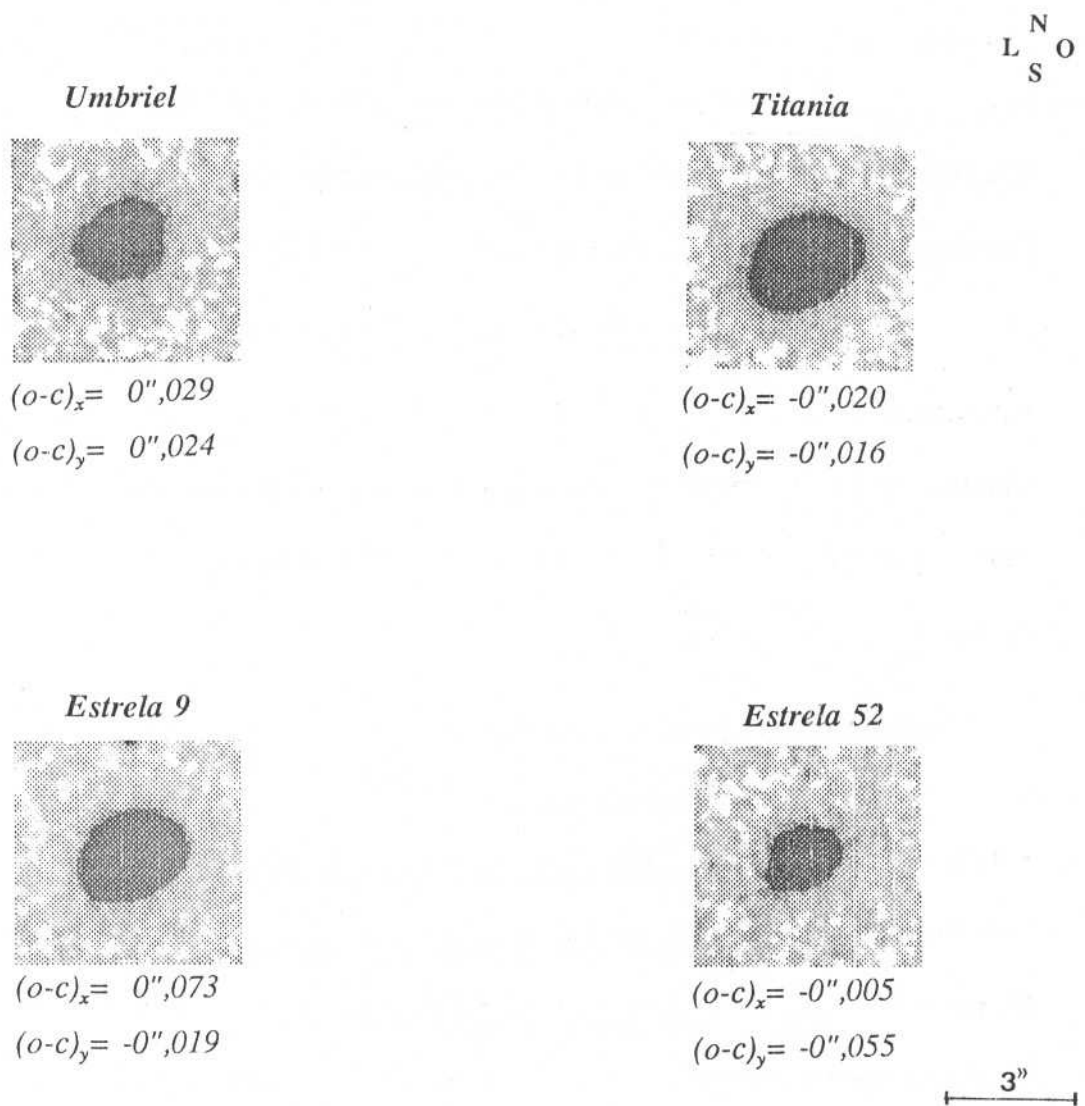 N
L O
S
Umbriel
Titania
(o-c)x= 0",029
(o-c)y= 0",024
(o-c)x= -0",020
(o-c)y= -0",016
Estrela 9
Estrela 52
(o-c)x= 0",073
(o-c)y= -0",019
(o-c)x= -0",005
(o-c)y= -0",055
3”